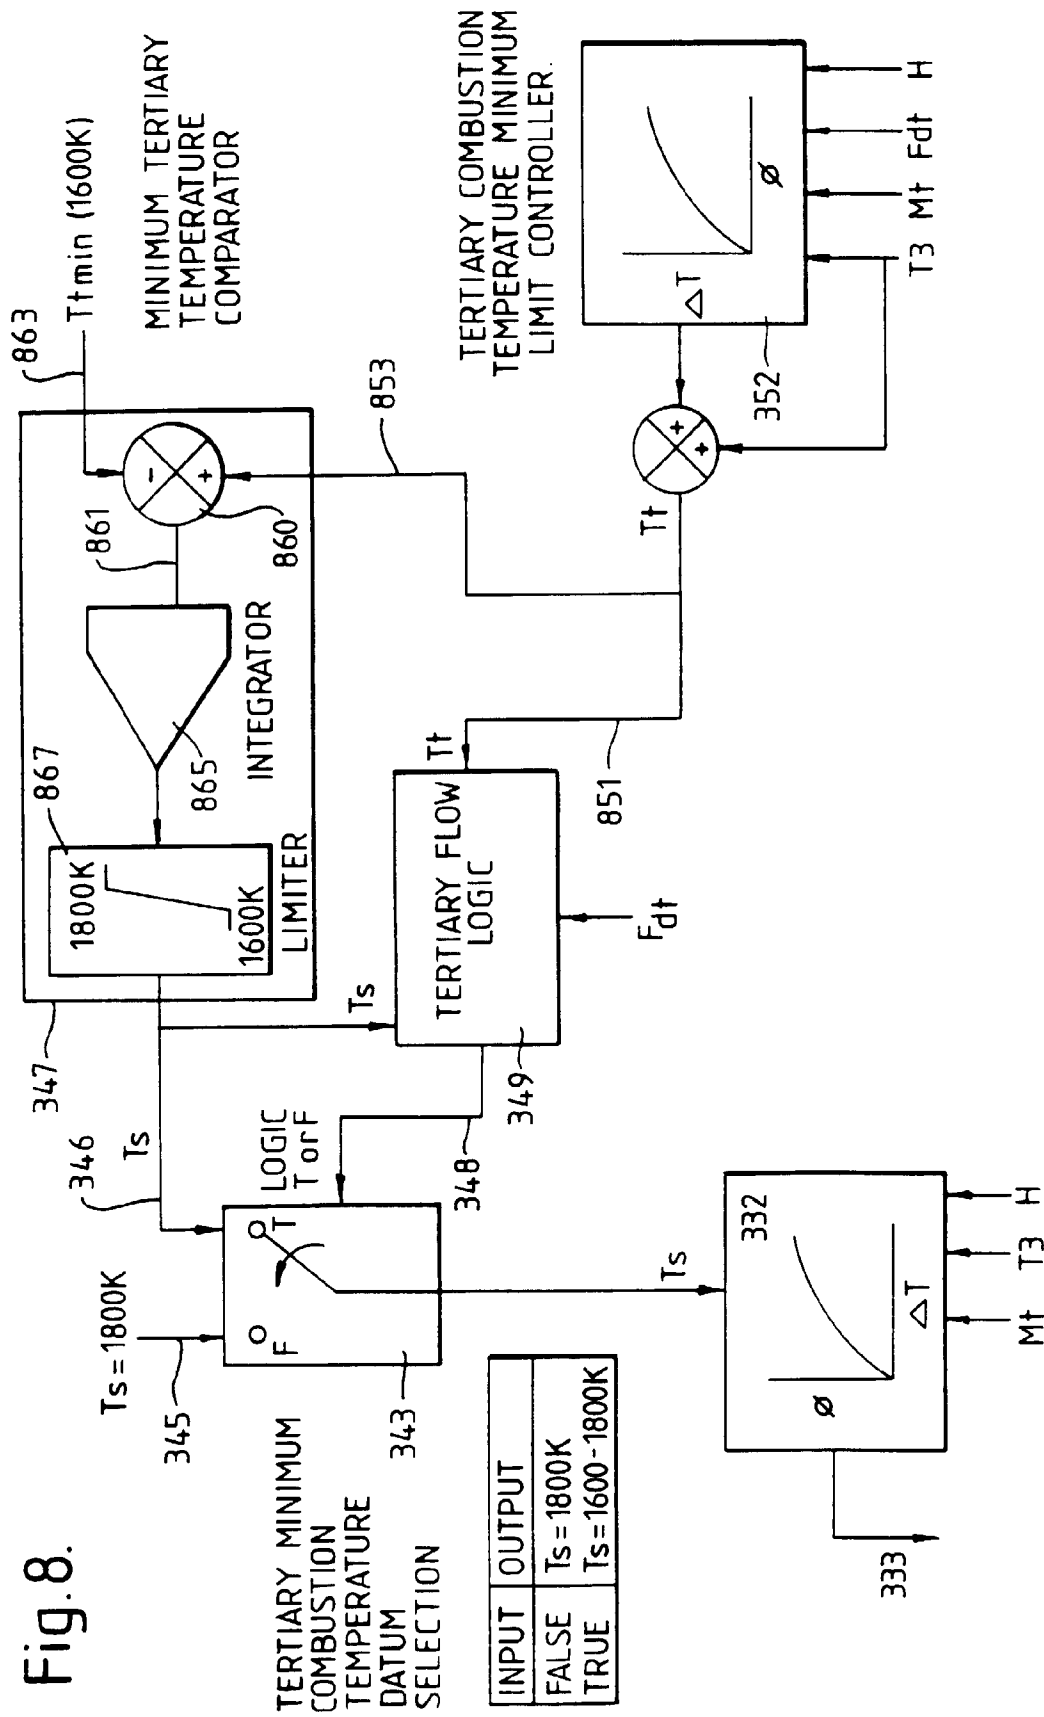 Fig.8.
TERTIARY MINIMUM
COMBUSTION
TEMPERATURE
DATUM
SELECTION
INPUT OUTPUT
FALSE Ts=1800K
TRUE Ts=1600-1800K
Ts=1800K
345
343
F
T
LOGIC
T or F
348
346
Ts
347
1800K
1600K
867
LIMITER
865
INTEGRATOR
861
860
-
+
863
Ttmin (1600K)
MINIMUM TERTIARY
TEMPERATURE
COMPARATOR
853
Ts
TERTIARY FLOW
LOGIC
349
Fdt
Tt
851
Tt
+
+
TERTIARY COMBUSTION
TEMPERATURE MINIMUM
LIMIT CONTROLLER.
ΔT
ø
352
T3
Mt
Fdt
H
Ts
332
ø
ΔT
333
Mt
T3
H